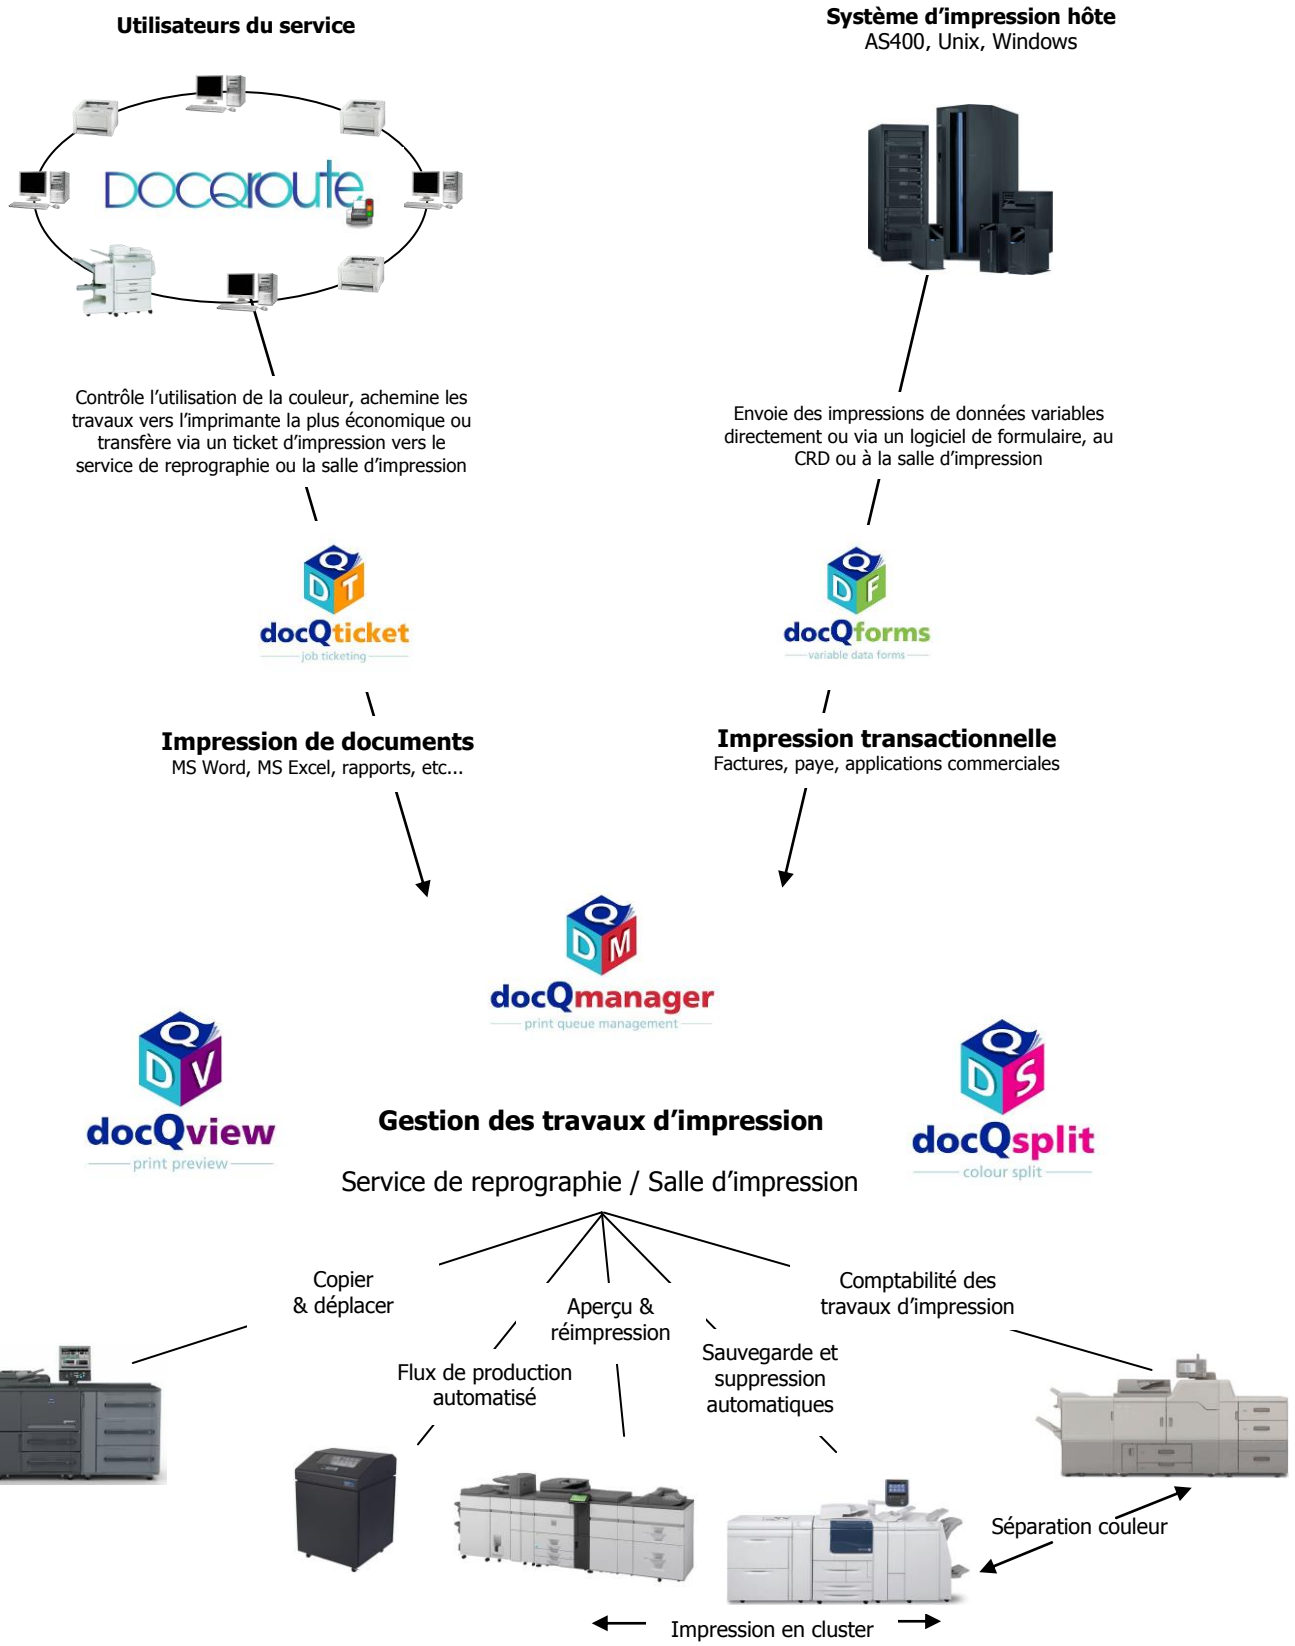 Utilisateurs du service
Système d’impression hôte
AS400, Unix, Windows
DOCQroute
Contrôle l’utilisation de la couleur, achemine les
travaux vers l’imprimante la plus économique ou
transfère via un ticket d’impression vers le
service de reprographie ou la salle d’impression
Envoie des impressions de données variables
directement ou via un logiciel de formulaire, au
CRD ou à la salle d’impression
Q
D T
docQticket
job ticketing
Q
D F
docQforms
variable data forms
Impression de documents
MS Word, MS Excel, rapports, etc...
Impression transactionnelle
Factures, paye, applications commerciales
Q
D M
docQmanager
print queue management
Q
D V
docQview
print preview
Q
D S
docQsplit
colour split
Gestion des travaux d’impression
Service de reprographie / Salle d’impression
Copier
& déplacer
Flux de production
automatisé
Aperçu &
réimpression
Sauvegarde et
suppression
automatiques
Comptabilité des
travaux d’impression
Séparation couleur
Impression en cluster